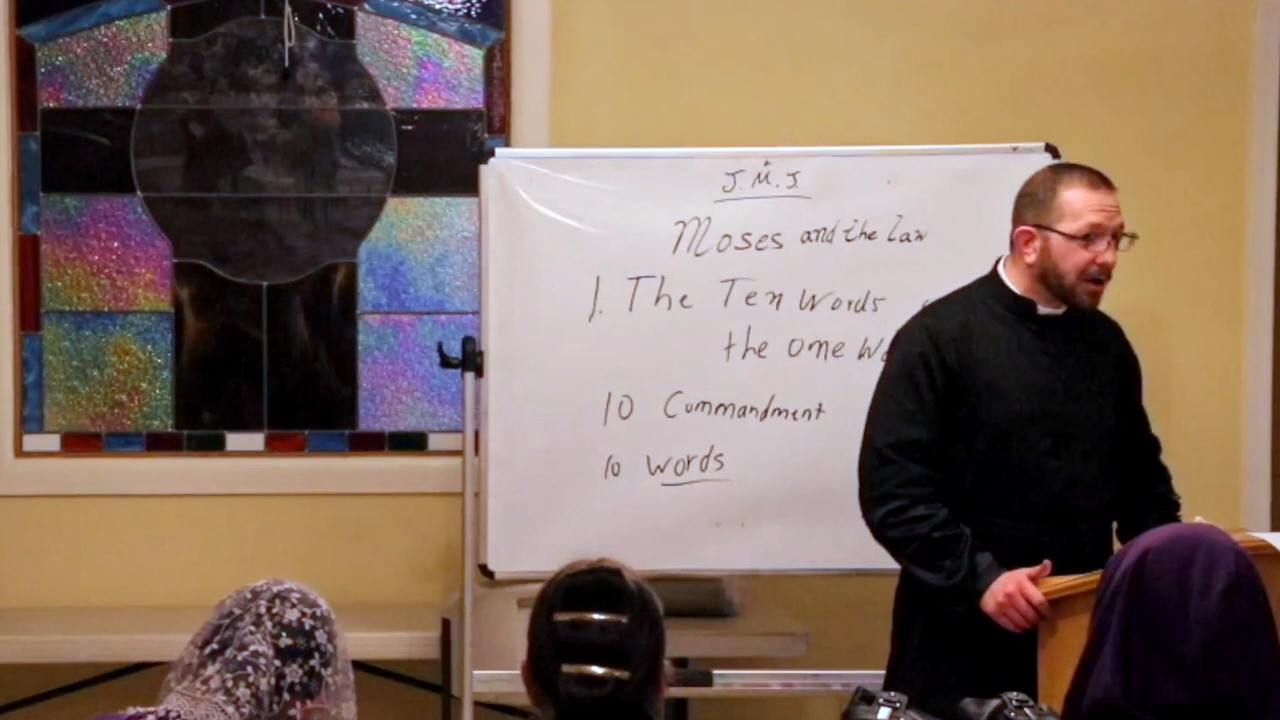 J.M.J.
Moses and the Law
1. The Ten Words
the One
10 Commandment
10 Words